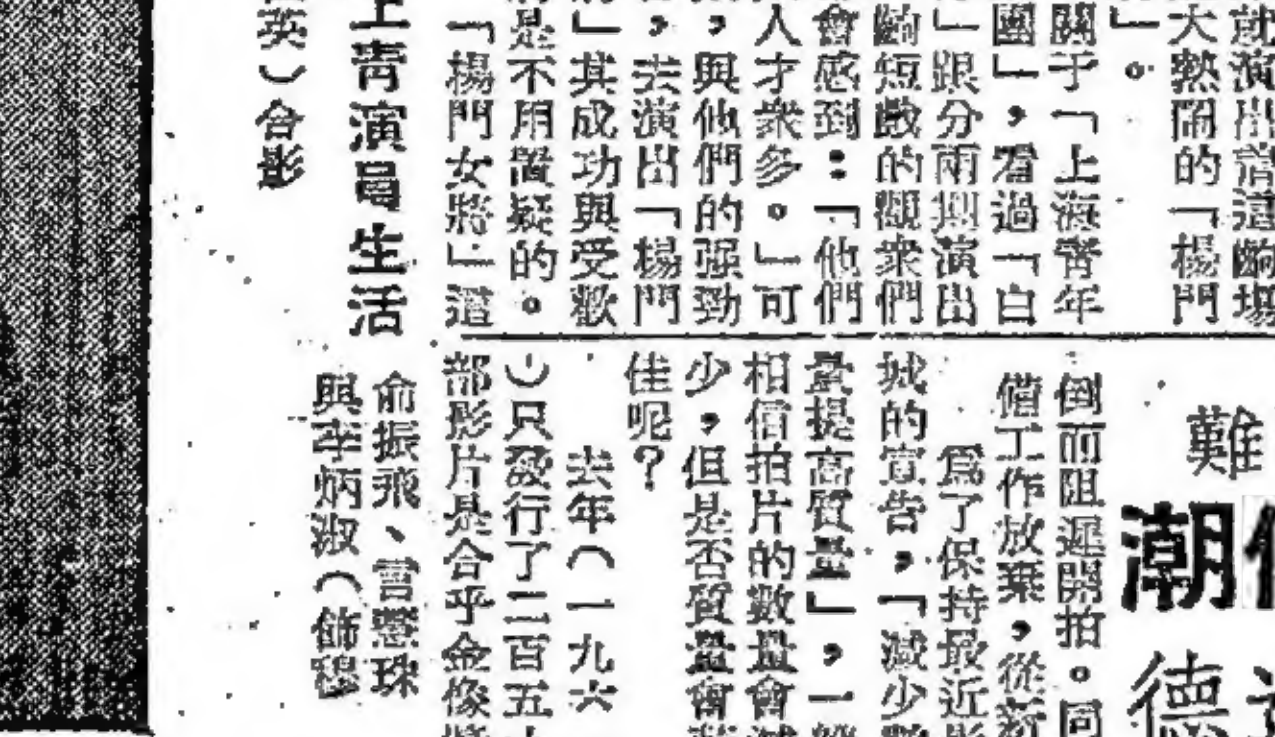 就演出前這齣場
大熱鬧的「楊門
」。
關于「上海青年
團」，看過「白
」跟分兩期演出
齣短戲的觀衆們
會感到：「他們
人才衆多。」可
，與他們的强勁
，去演出「楊門
」其成功與受歡
是不用置疑的。
「楊門女將」這
上青演員生活
英）合影
難
潮
德
倒而阻遲開拍。同
備工作放棄，從新
爲了保持最近影
城的宣告，「減少
量提高質量」，一
相信拍片的數量會減
少，但是否質量會
佳呢？
去年（一九六
）只發行了二百五
部影片是合乎金像
俞振飛、言慧珠
與李炳淑（飾穆